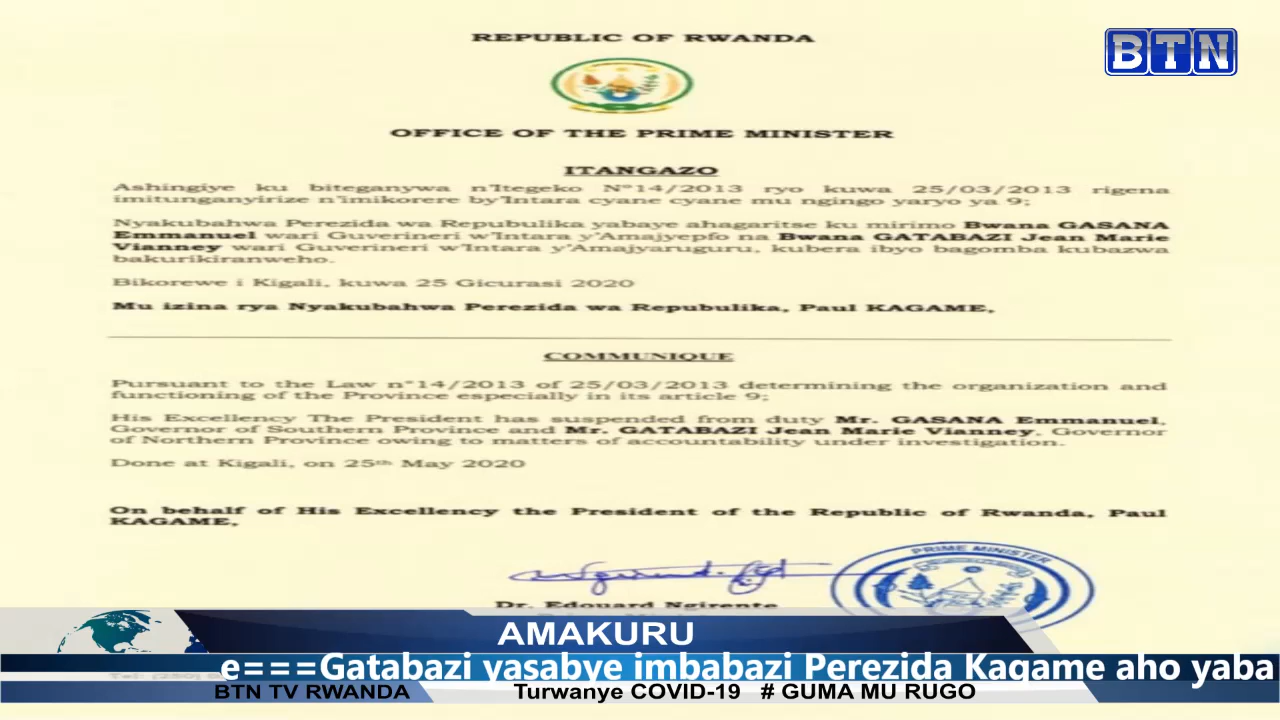 REPUBLIC OF RWANDA
BTN
OFFICE OF THE PRIME MINISTER
ITANGAZO
Ashingiye ku biteganywa n'Itegeko N°14/2013 ryo kuwa 25/03/2013 rigena
imitunganyirize n'imikorere by'Intara cyane cyane mu ngingo yaryo ya 9;
Nyakubahwa Perezida wa Repubulika yabaye ahagaritse ku mirimo Bwana GASANA
Emmanuel wari Guverineri w'Intara y'Amajyepfo na Bwana GATABAZI Jean Marie
Vianney wari Guverineri w'Intara y'Amajyaruguru, kubera ibyo bagomba kubazwa
bakurikiranweho.
Bikorewe i Kigali, kuwa 25 Gicurasi 2020
Mu izina rya Nyakubahwa Perezida wa Repubulika, Paul KAGAME,
COMMUNIQUE
Pursuant to the Law n°14/2013 of 25/03/2013 determining the organization and
functioning of the Province especially in its article 9;
His Excellency The President has suspended from duty Mr. GASANA Emmanuel,
Governor of Southern Province and Mr. GATABAZI Jean Marie Vianney, Governor
of Northern Province owing to matters of accountability under investigation.
Done at Kigali, on 25th May 2020
On behalf of His Excellency the President of the Republic of Rwanda, Paul
KAGAME,
PRIME MINISTER
Dr. Edouard Ngirente
AMAKURU
e===Gatabazi yasabye imbabazi Perezida Kagame aho yaba
BTN TV RWANDA Turwanye COVID-19 # GUMA MU RUGO